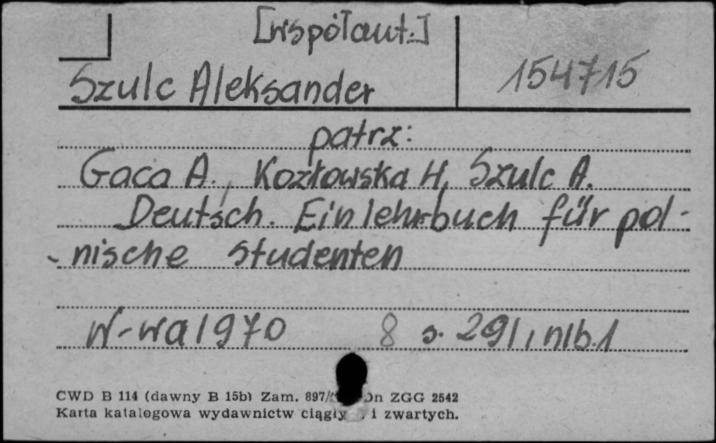 [współaut.]
Szulc Aleksander
154715
patrz:
Gaca A., Kozłowska H, Szulc A.
Deutsch. Ein lehrbuch für pol-
nische studenten
W-wa 1970 8 s. 291, nlb. 1
CWD B 114 (dawny B 15b) Zam. 897/ ZGG 2542
Karta katalogowa wydawnictw i zwartych.